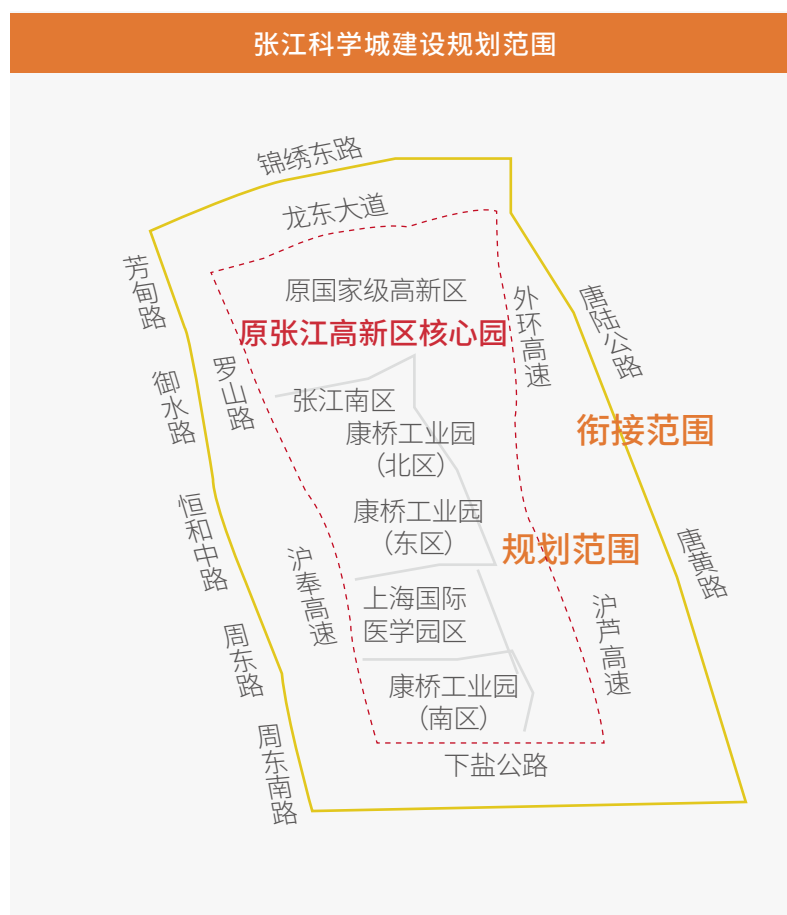 张江科学城建设规划范围
锦绣东路
龙东大道
芳甸路
原国家级高新区
外环高速
唐陆公路
原张江高新区核心园
罗山路
御水路
张江南区
康桥工业园
（北区）
衔接范围
恒和中路
康桥工业园
（东区）
规划范围
唐黄路
沪奉高速
上海国际
医学园区
沪芦高速
周东路
康桥工业园
（南区）
周东南路
下盐公路